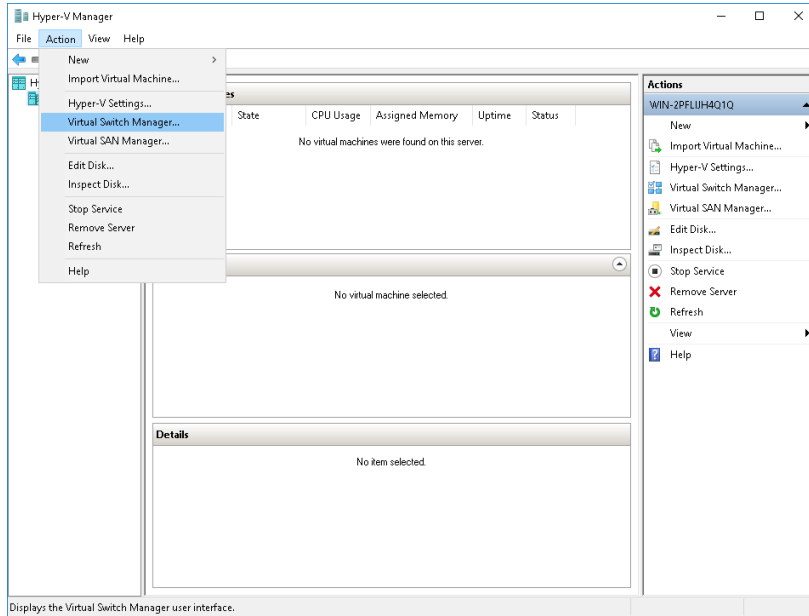 Hyper-V Manager
File Action View Help
New
Import Virtual Machine...
Hyper-V Settings...
Virtual Switch Manager...
Virtual SAN Manager...
Edit Disk...
Inspect Disk...
Stop Service
Remove Server
Refresh
Help
State CPU Usage Assigned Memory Uptime Status
No virtual machines were found on this server.
No virtual machine selected.
Details
No item selected.
Actions
WIN-2PFLIJH4Q1Q
New
Import Virtual Machine...
Hyper-V Settings...
Virtual Switch Manager...
Virtual SAN Manager...
Edit Disk...
Inspect Disk...
Stop Service
Remove Server
Refresh
View
Help
Displays the Virtual Switch Manager user interface.